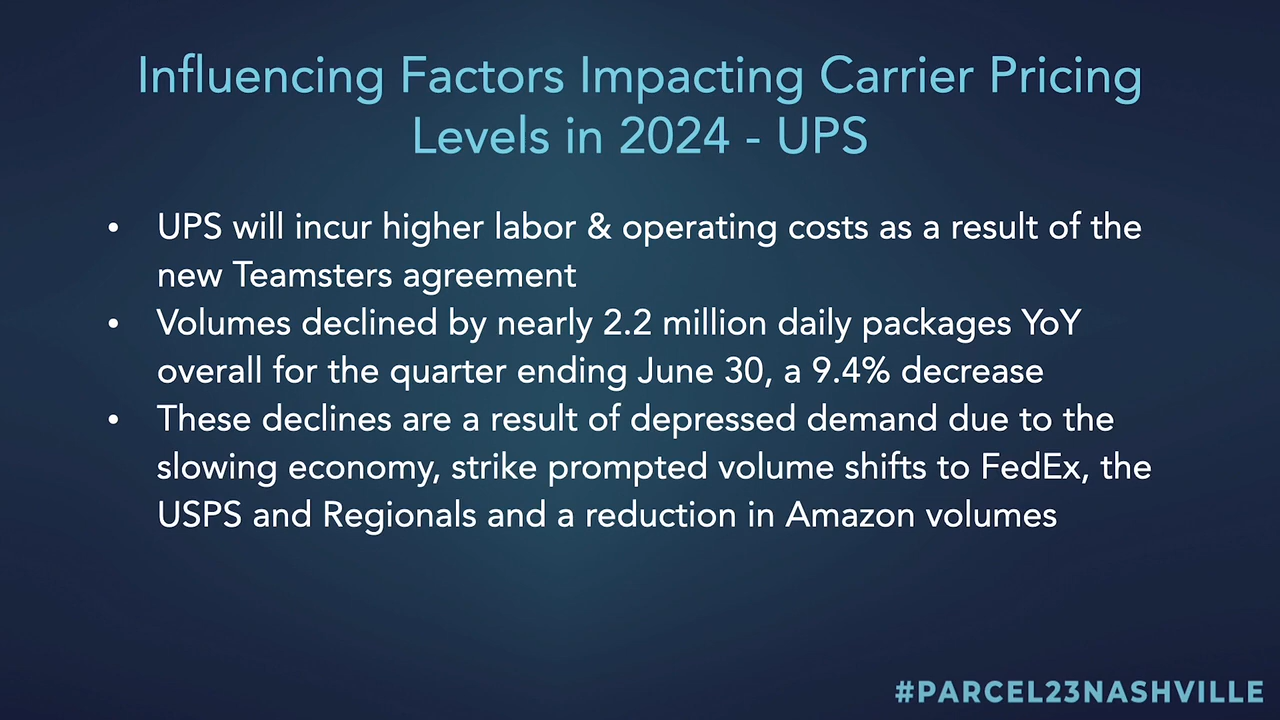 Influencing Factors Impacting Carrier Pricing
Levels in 2024 - UPS
• UPS will incur higher labor & operating costs as a result of the
new Teamsters agreement
• Volumes declined by nearly 2.2 million daily packages YoY
overall for the quarter ending June 30, a 9.4% decrease
• These declines are a result of depressed demand due to the
slowing economy, strike prompted volume shifts to FedEx, the
USPS and Regionals and a reduction in Amazon volumes
#PARCEL23NASHVILLE